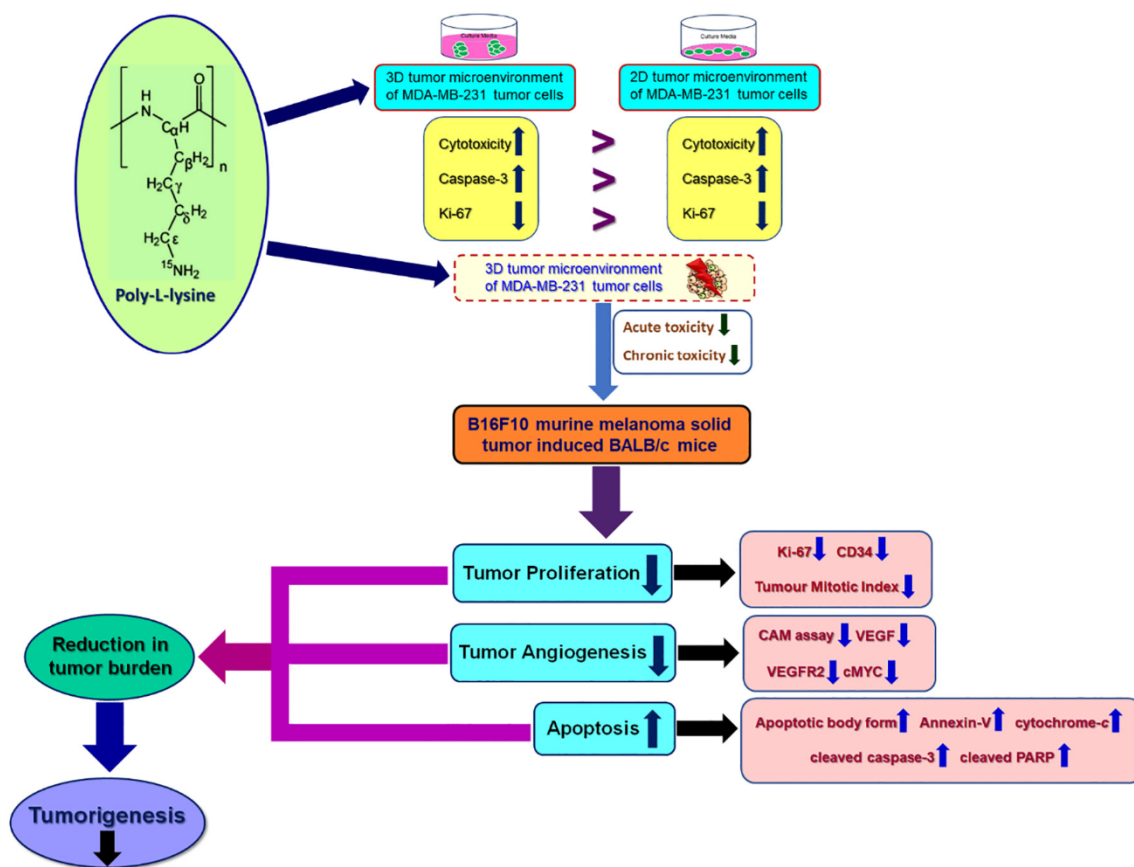 Culture Media
Culture Media
3D tumor microenvironment
of MDA-MB-231 tumor cells
2D tumor microenvironment
of MDA-MB-231 tumor cells
H
O
N
CαH
CβH2
n
H2Cγ
CδH2
H2Cε
15NH2
Poly-L-lysine
Cytotoxicity
>
Cytotoxicity
Caspase-3
>
Caspase-3
Ki-67
>
Ki-67
3D tumor microenvironment
of MDA-MB-231 tumor cells
Acute toxicity
Chronic toxicity
B16F10 murine melanoma solid
tumor induced BALB/c mice
Tumor Proliferation
Ki-67 CD34
Tumour Mitotic Index
Tumor Angiogenesis
CAM assay VEGF
VEGFR2 cMYC
Apoptosis
Apoptotic body form Annexin-V cytochrome-c
cleaved caspase-3 cleaved PARP
Reduction in
tumor burden
Tumorigenesis